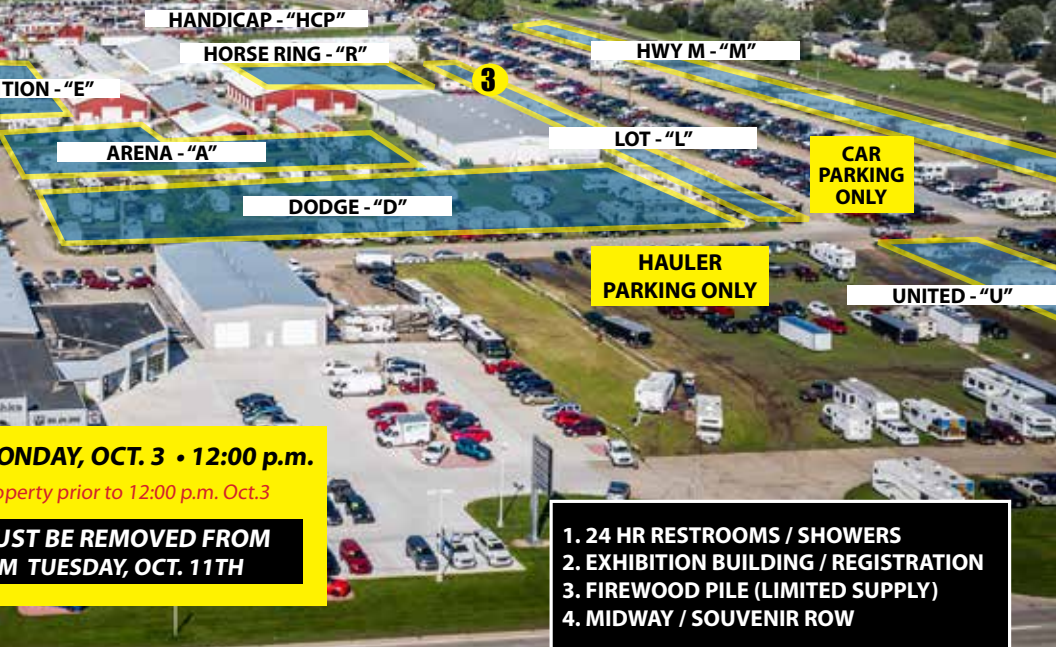 HANDICAP - “HCP”
HORSE RING - “R”
HWY M - “M”
3
TION - “E”
ARENA - “A”
LOT - “L”
CAR
PARKING
ONLY
DODGE - “D”
HAULER
PARKING ONLY
UNITED - “U”
RAM
ONDAY, OCT. 3 • 12:00 p.m.
operty prior to 12:00 p.m. Oct.3
UST BE REMOVED FROM
M TUESDAY, OCT. 11TH
1. 24 HR RESTROOMS / SHOWERS
2. EXHIBITION BUILDING / REGISTRATION
3. FIREWOOD PILE (LIMITED SUPPLY)
4. MIDWAY / SOUVENIR ROW